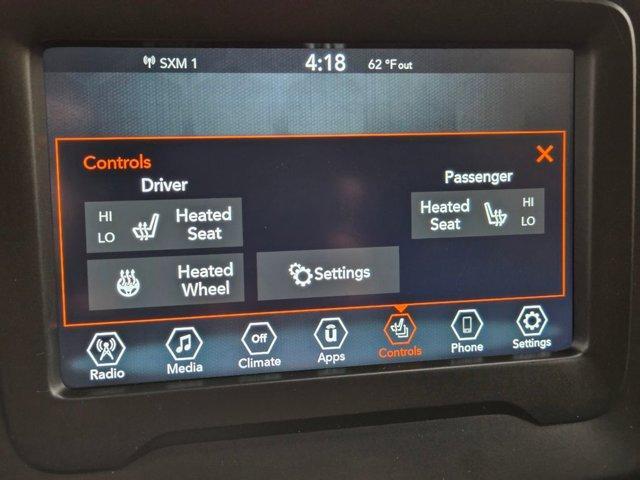 SXM 1 4:18 62 °F out
Controls
Driver Passenger
HI
LO
Heated
Seat
Heated
Seat
HI
LO
Heated
Wheel
Settings
Radio Media Off Climate Apps Controls Phone Settings